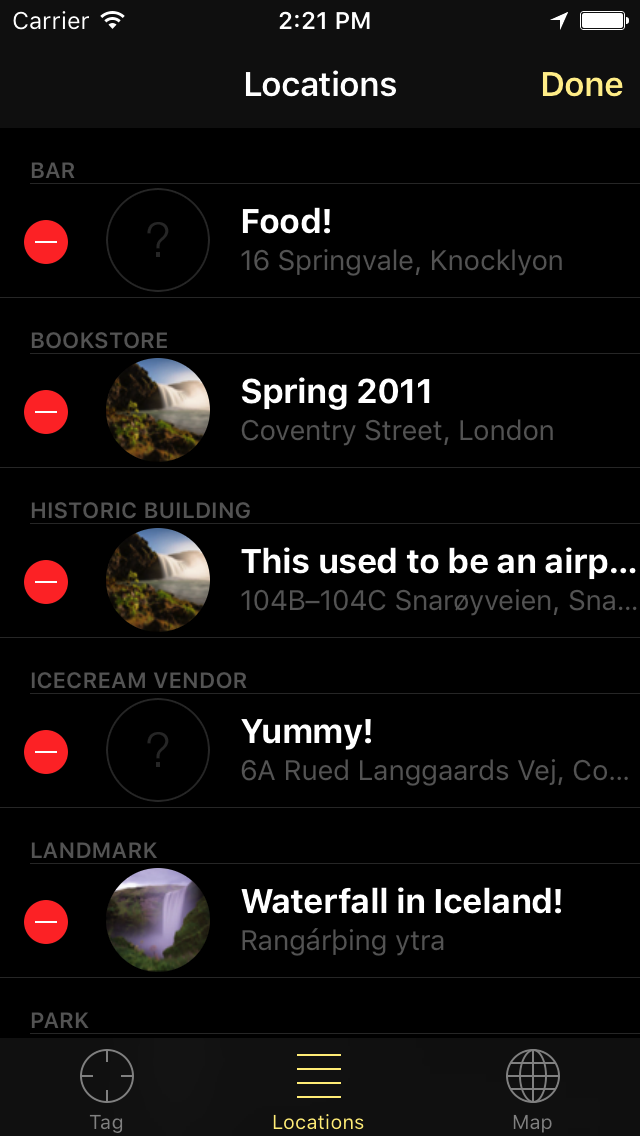 Carrier 2:21 PM
Locations Done
BAR
?
Food!
16 Springvale, Knocklyon
BOOKSTORE
Spring 2011
Coventry Street, London
HISTORIC BUILDING
This used to be an airp...
104B–104C Snarøyveien, Sna...
ICECREAM VENDOR
?
Yummy!
6A Rued Langgaards Vej, Co...
LANDMARK
Waterfall in Iceland!
Rangárþing ytra
PARK
Tag Locations Map